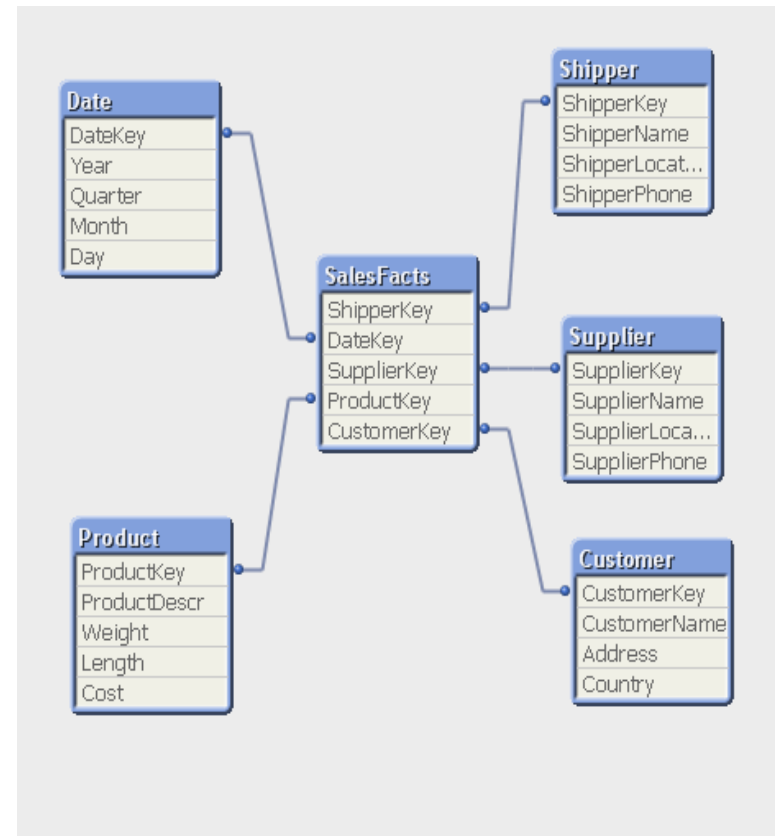 Date
DateKey
Year
Quarter
Month
Day
Shipper
ShipperKey
ShipperName
ShipperLocat...
ShipperPhone
SalesFacts
ShipperKey
DateKey
SupplierKey
ProductKey
CustomerKey
Supplier
SupplierKey
SupplierName
SupplierLoca...
SupplierPhone
Product
ProductKey
ProductDescr
Weight
Length
Cost
Customer
CustomerKey
CustomerName
Address
Country